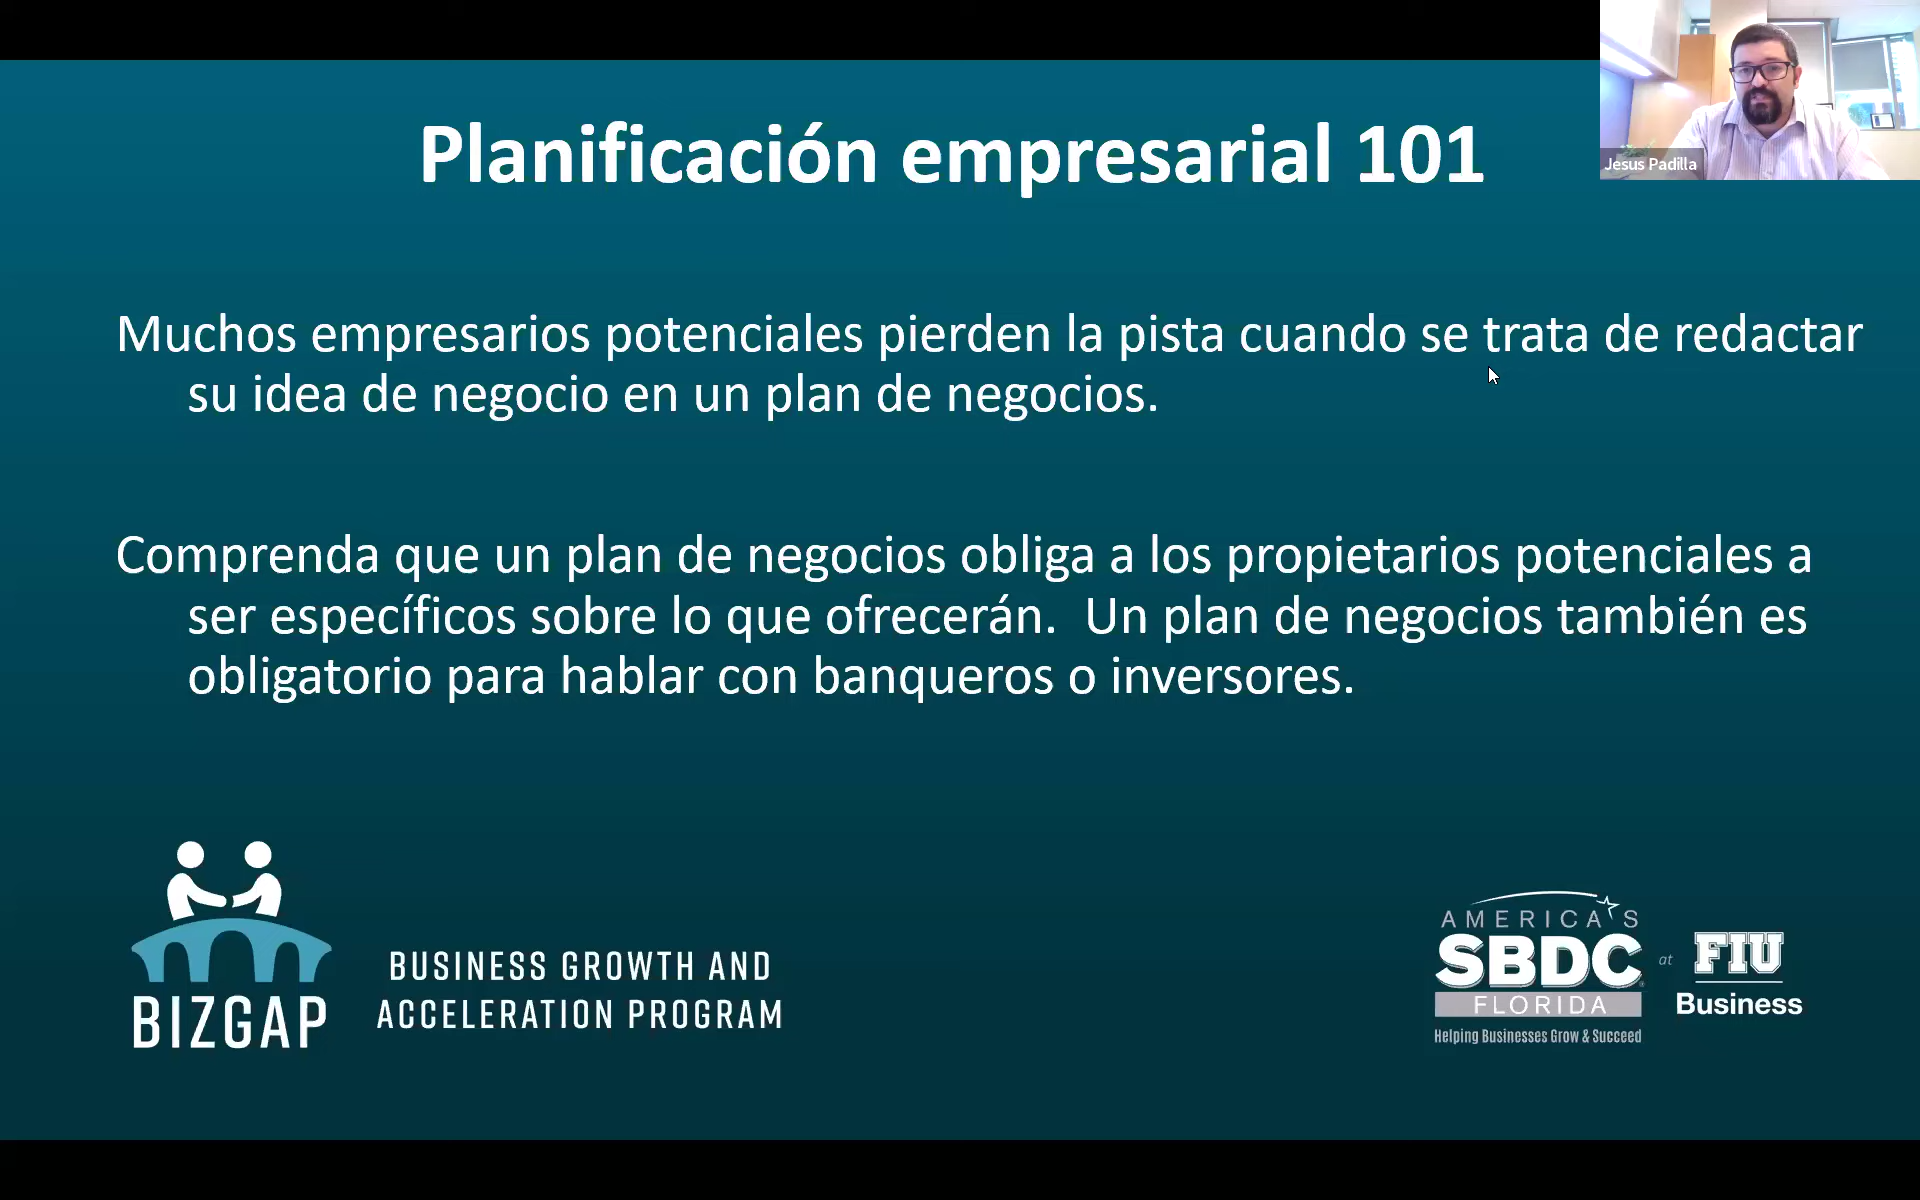 Planificación empresarial 101
Jesus Padilla
Muchos empresarios potenciales pierden la pista cuando se trata de redactar
su idea de negocio en un plan de negocios.
Comprenda que un plan de negocios obliga a los propietarios potenciales a
ser específicos sobre lo que ofrecerán. Un plan de negocios también es
obligatorio para hablar con banqueros o inversores.
BIZGAP
BUSINESS GROWTH AND
ACCELERATION PROGRAM
AMERICA'S
SBDC
FLORIDA
Helping Businesses Grow & Succeed
at
FIU
Business